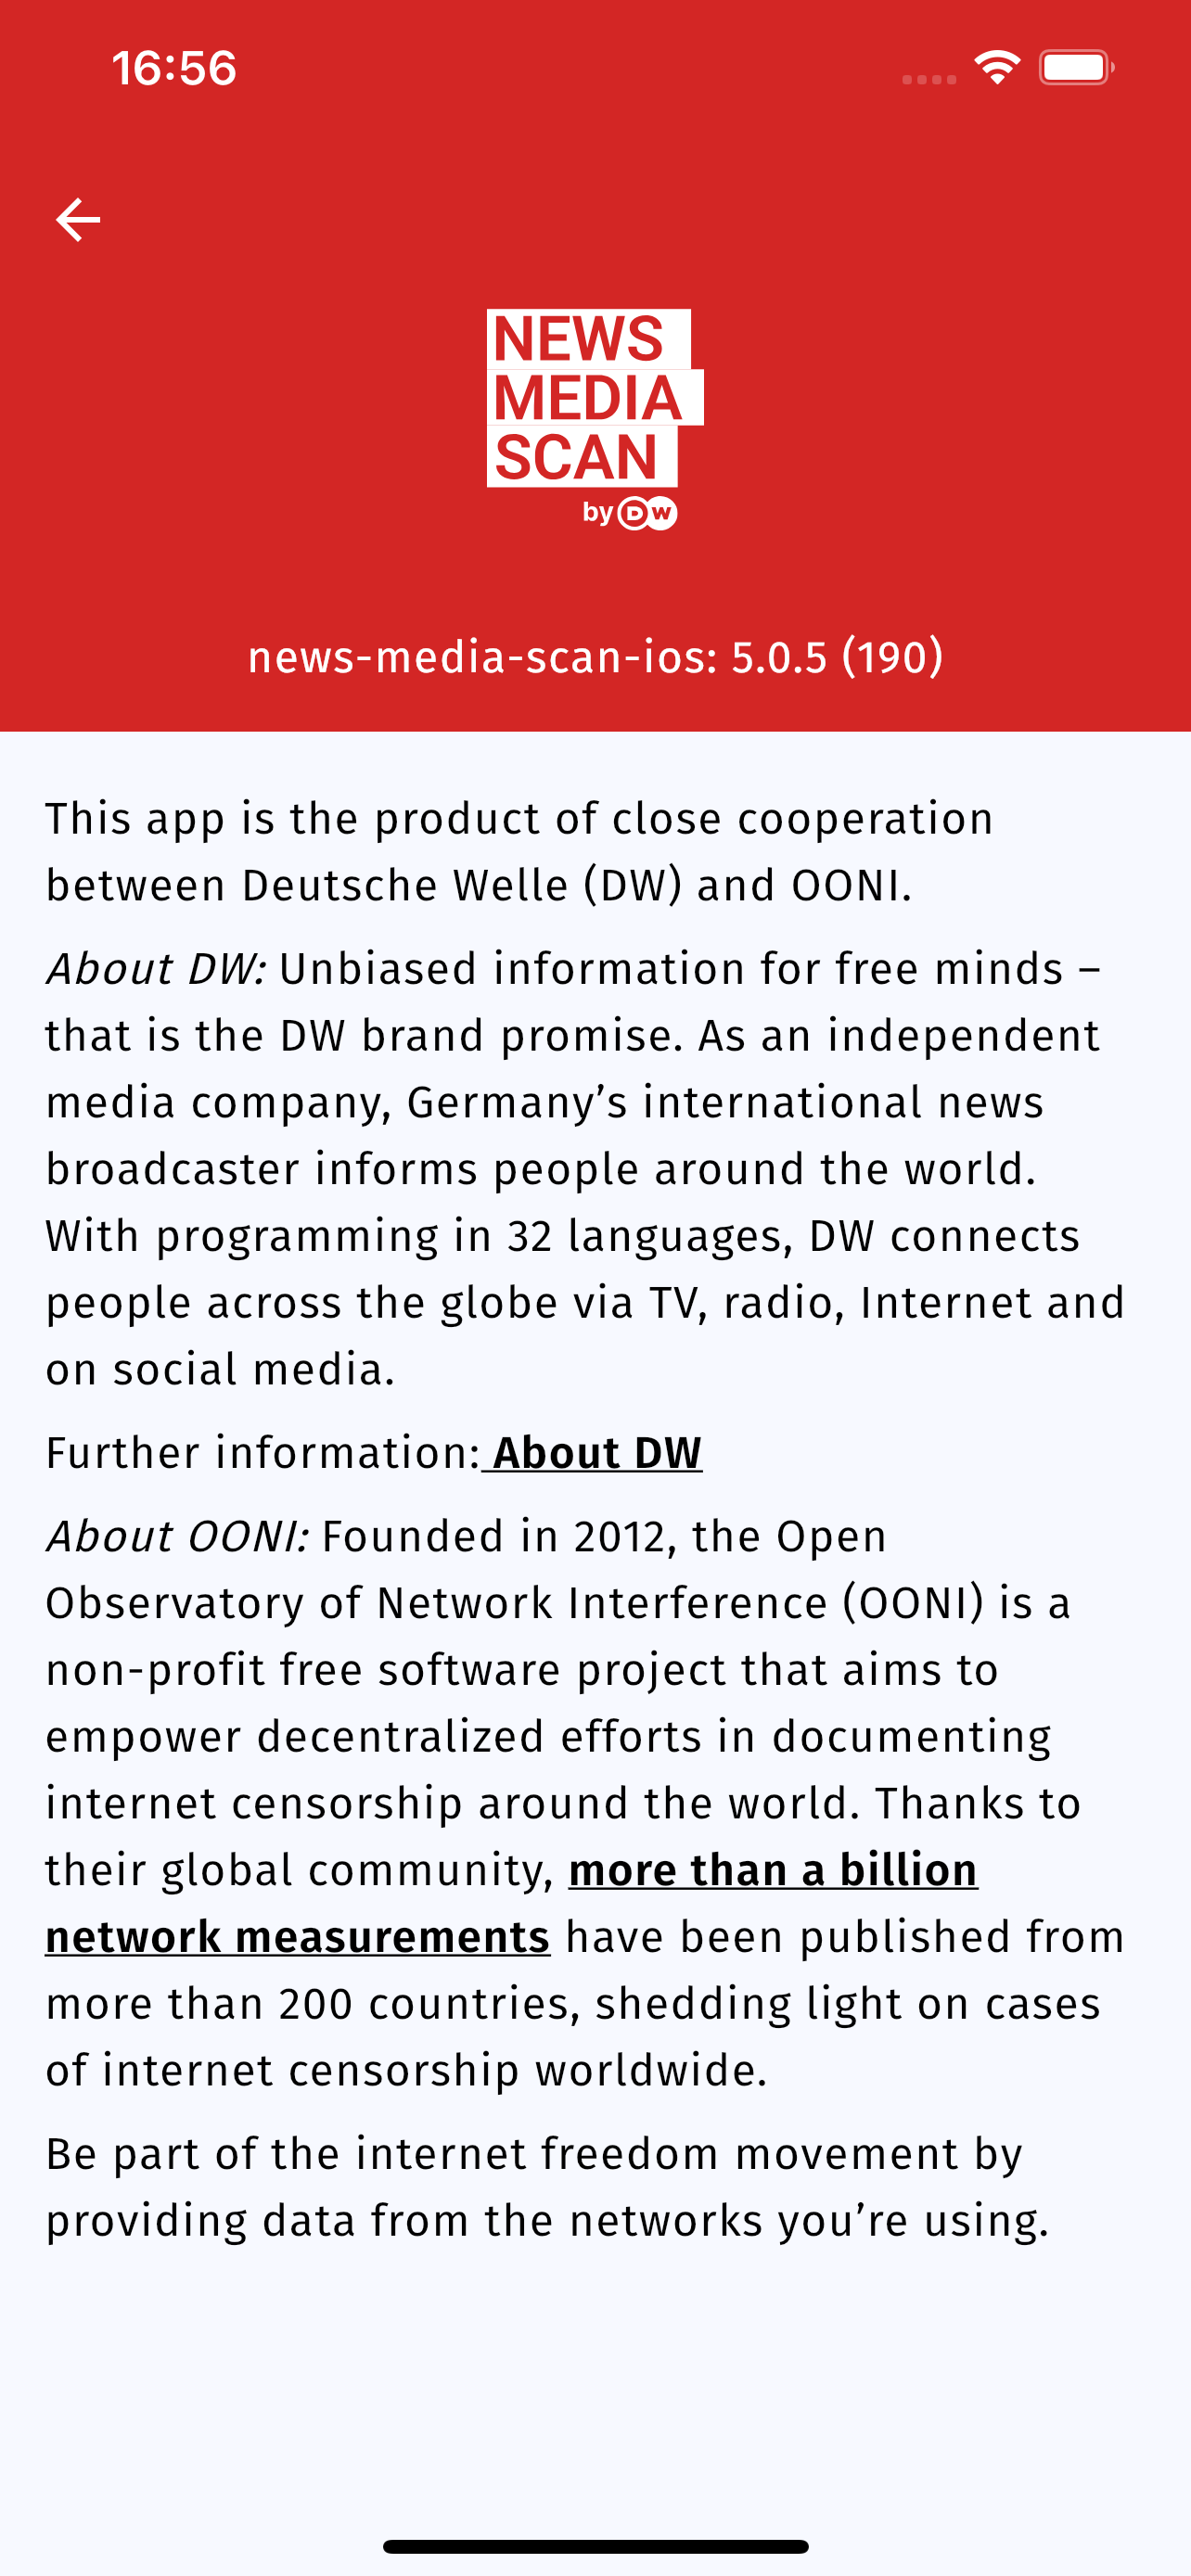 16:56
NEWS
MEDIA
SCAN
by DW
news-media-scan-ios: 5.0.5 (190)
This app is the product of close cooperation
between Deutsche Welle (DW) and OONI.
About DW: Unbiased information for free minds –
that is the DW brand promise. As an independent
media company, Germany’s international news
broadcaster informs people around the world.
With programming in 32 languages, DW connects
people across the globe via TV, radio, Internet and
on social media.
Further information: About DW
About OONI: Founded in 2012, the Open
Observatory of Network Interference (OONI) is a
non-profit free software project that aims to
empower decentralized efforts in documenting
internet censorship around the world. Thanks to
their global community, more than a billion
network measurements have been published from
more than 200 countries, shedding light on cases
of internet censorship worldwide.
Be part of the internet freedom movement by
providing data from the networks you’re using.